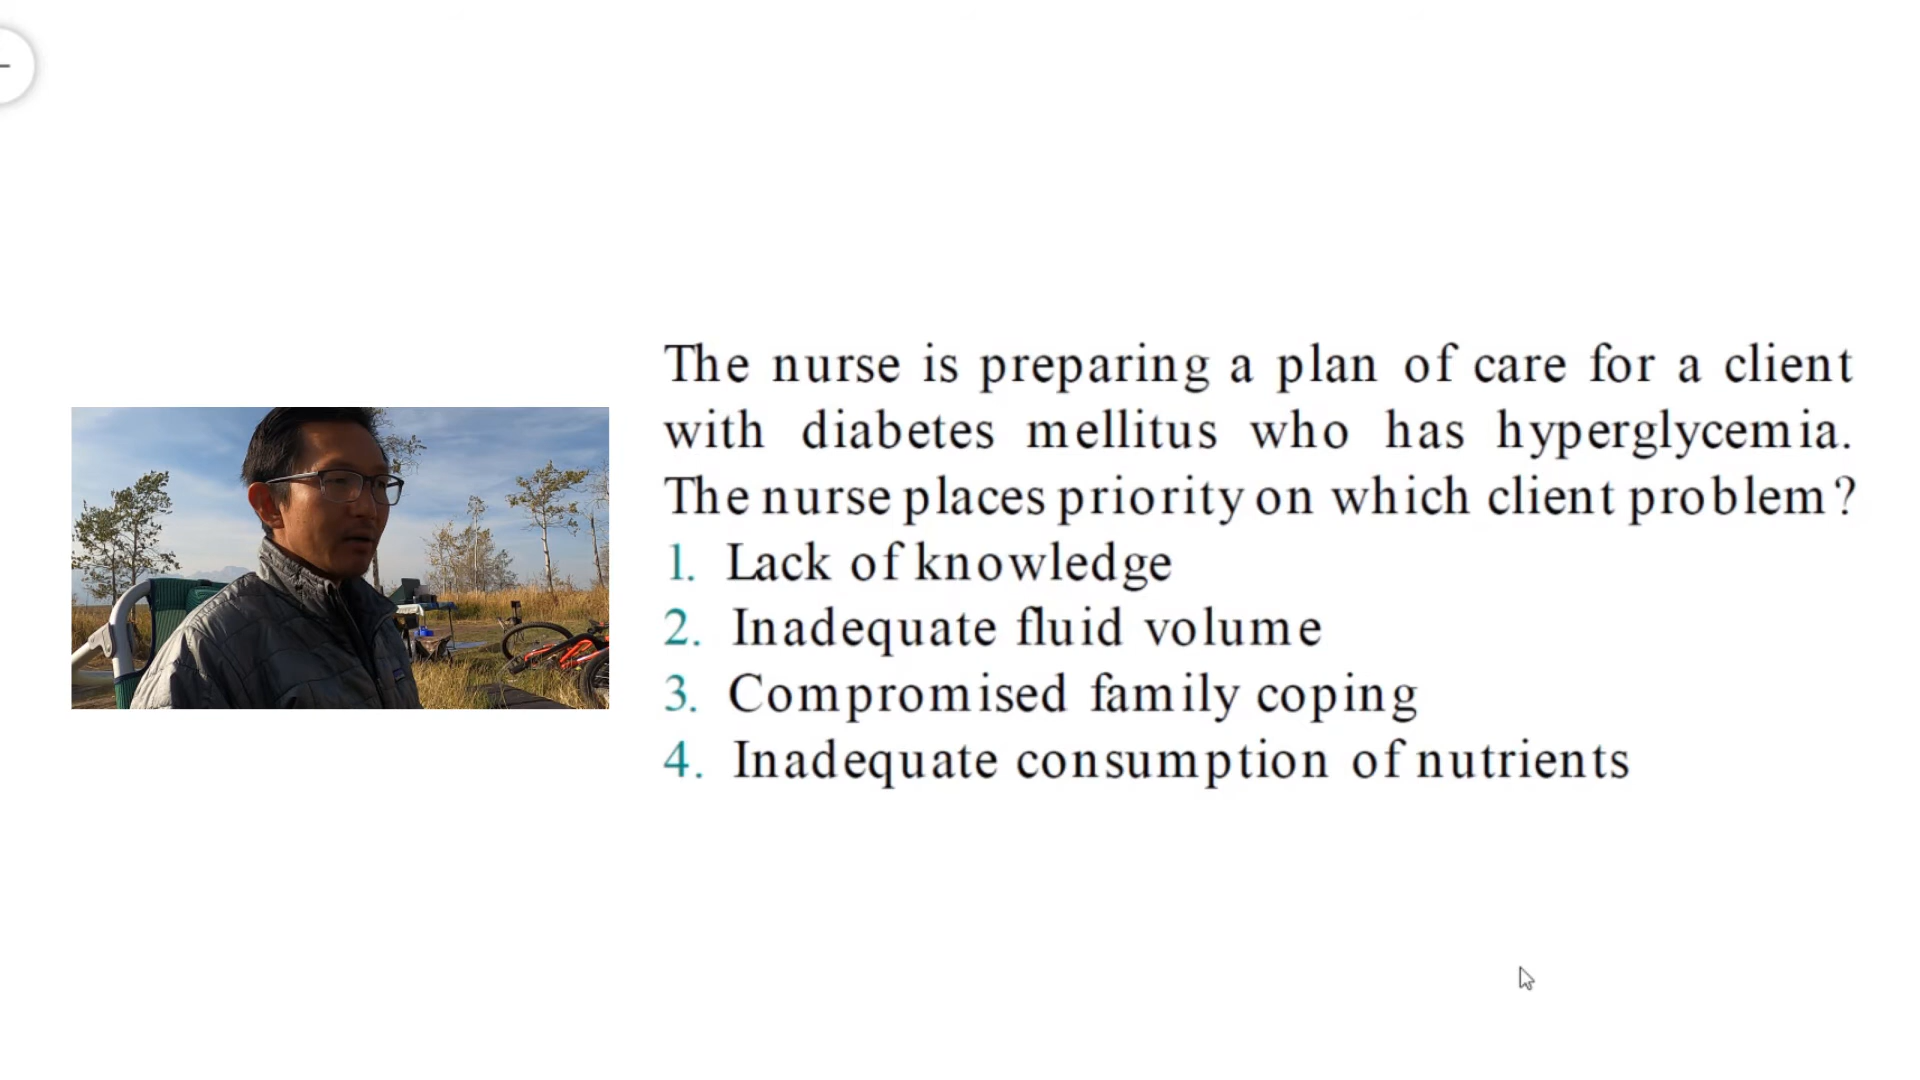 The nurse is preparing a plan of care for a client
with diabetes mellitus who has hyperglycemia.
The nurse places priority on which client problem?
1. Lack of knowledge
2. Inadequate fluid volume
3. Compromised family coping
4. Inadequate consumption of nutrients